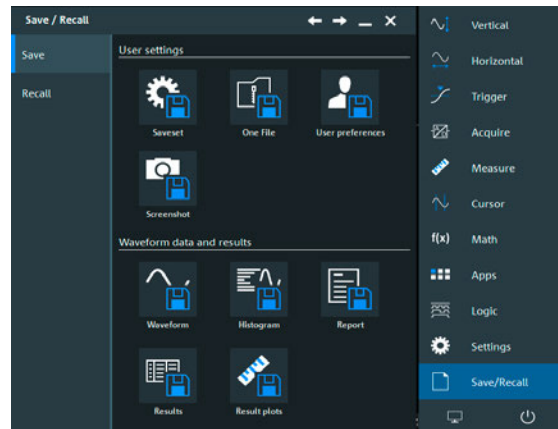 Save / Recall
Save
Recall
User settings
Saveset
One File
User preferences
Screenshot
Waveform data and results
Waveform
Histogram
Report
Results
Result plots
Vertical
Horizontal
Trigger
Acquire
Measure
Cursor
f(x) Math
Apps
Logic
Settings
Save/Recall